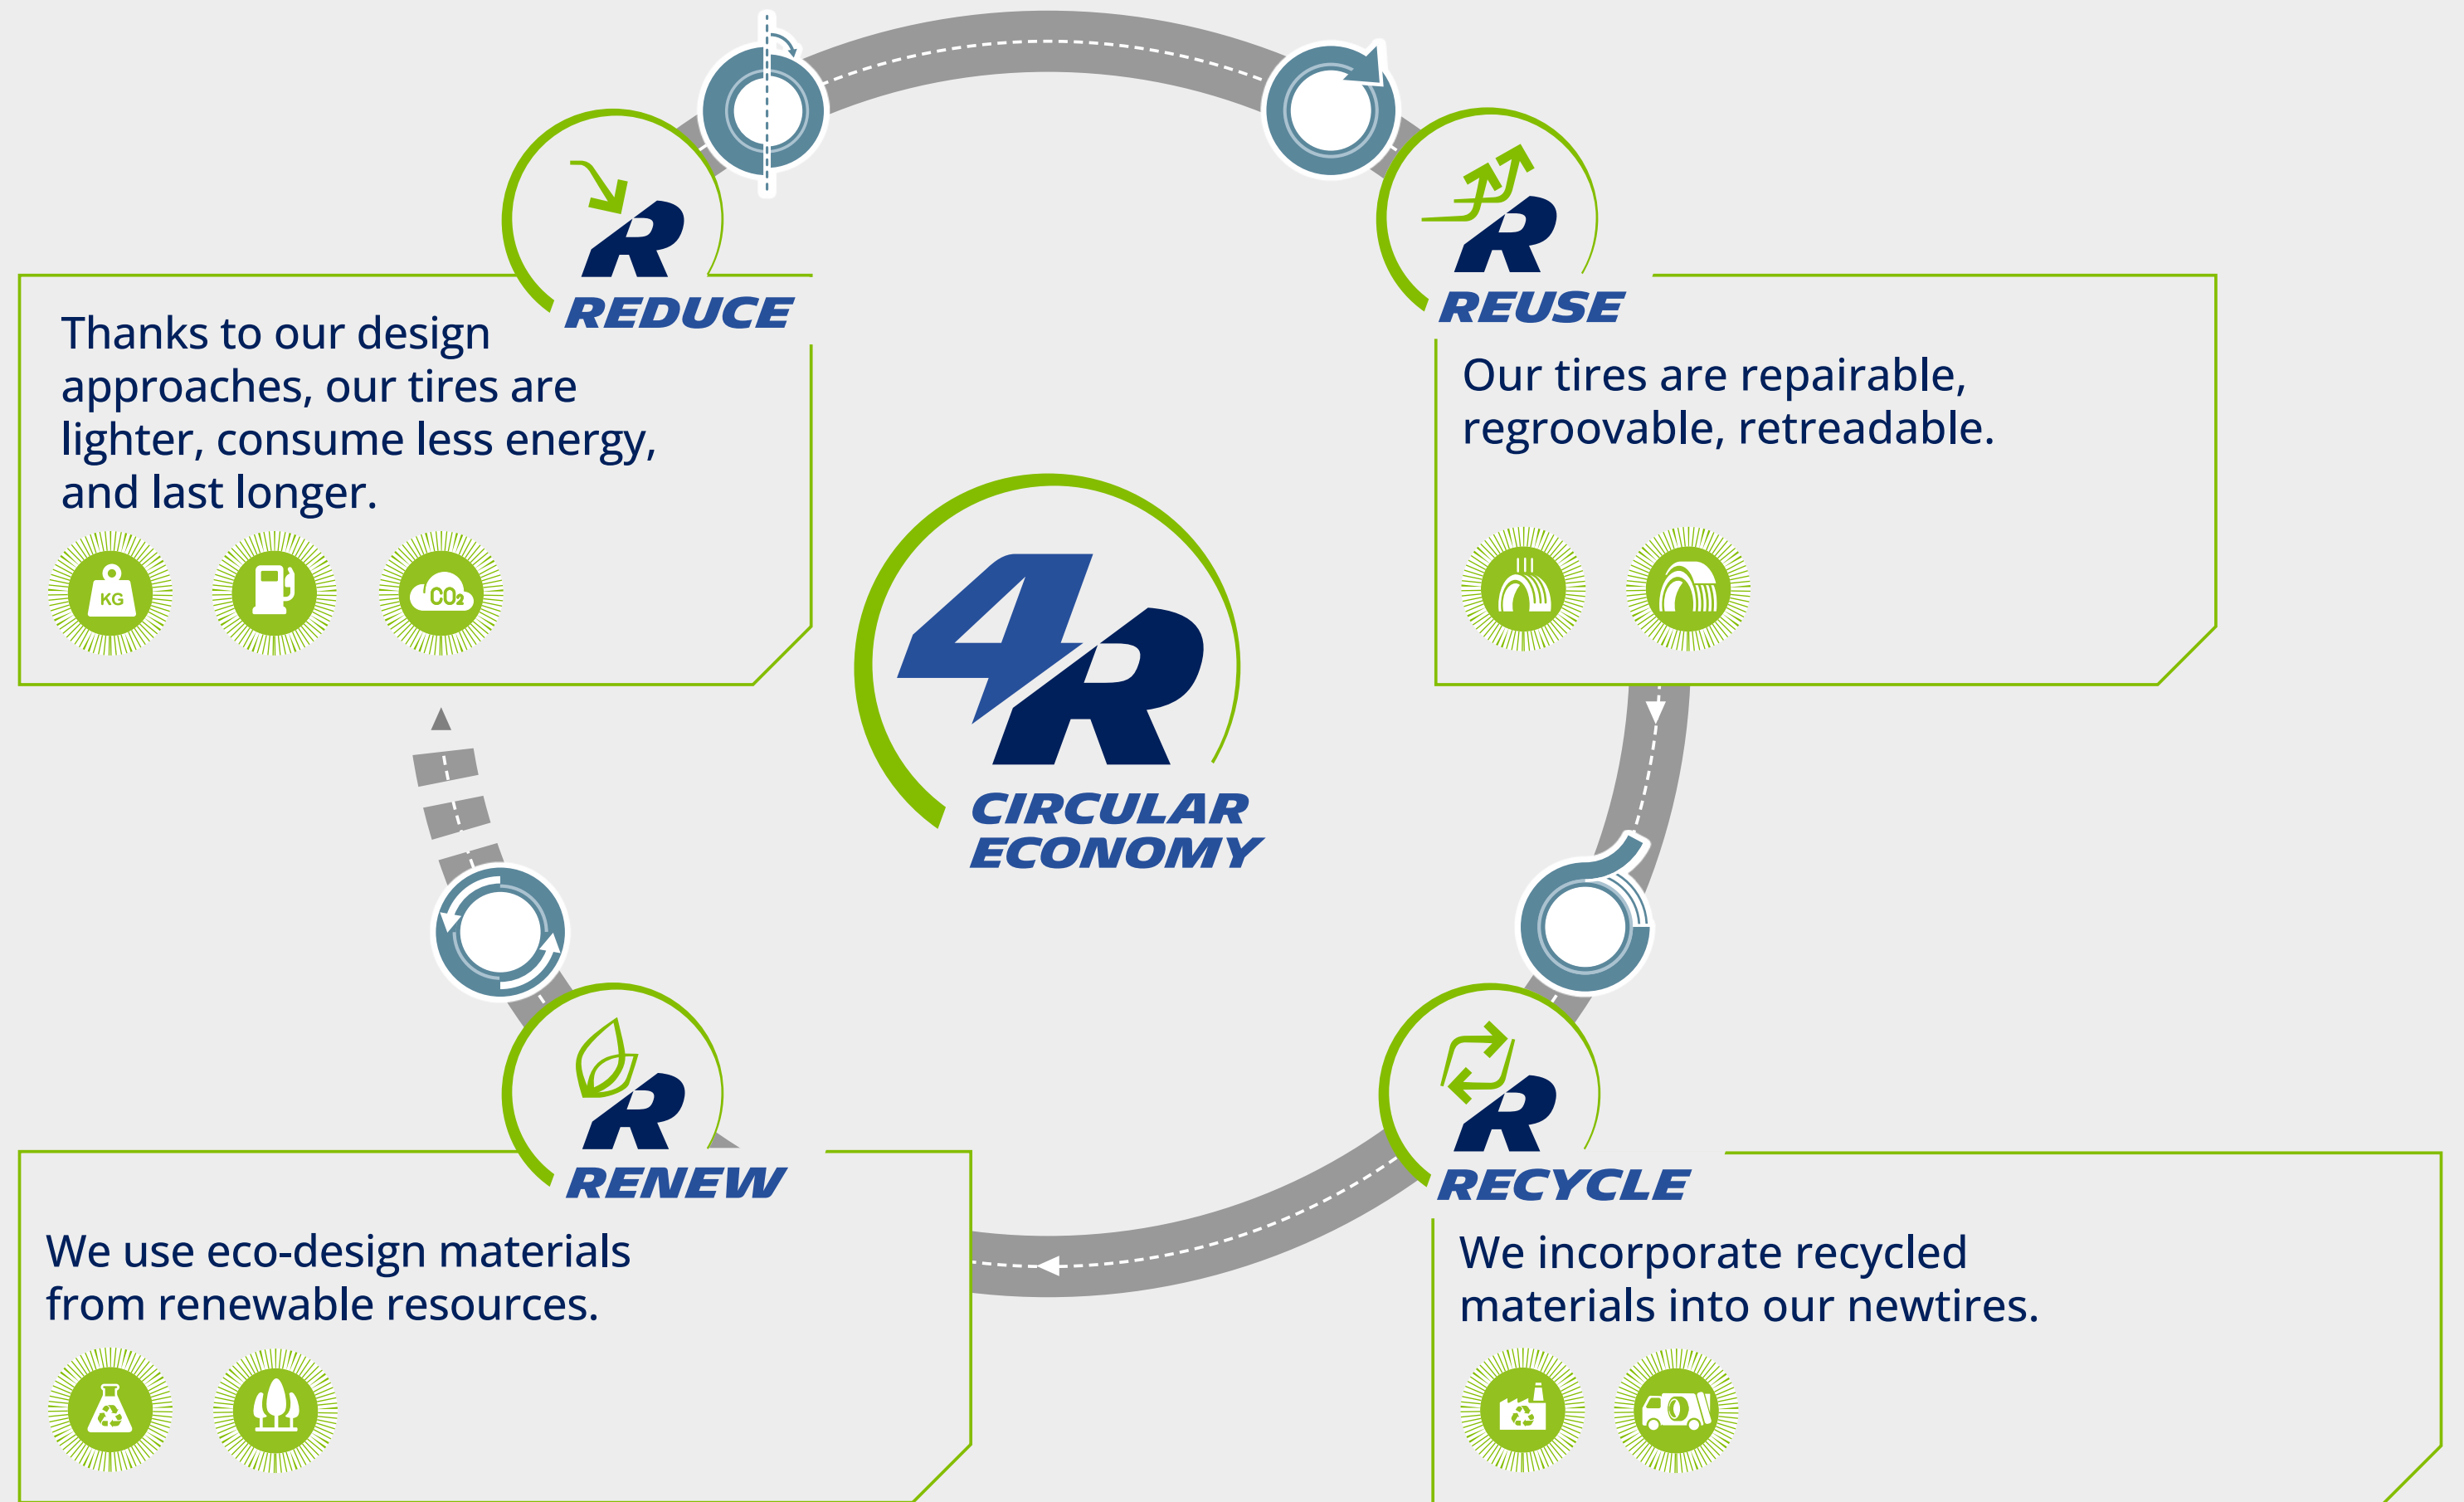 REDUCE
Thanks to our design
approaches, our tires are
lighter, consume less energy,
and last longer.
KG
CO₂
REUSE
Our tires are repairable,
regroovable, retreadable.
4R
CIRCULAR
ECONOMY
RENEW
We use eco-design materials
from renewable resources.
RECYCLE
We incorporate recycled
materials into our newtires.